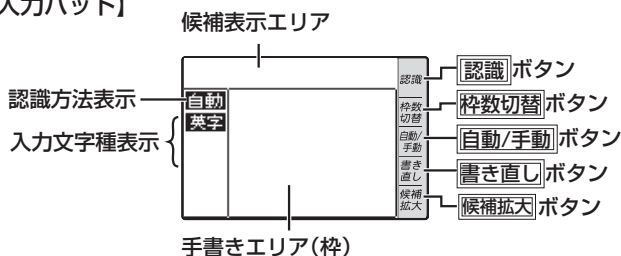 入力パッド】
候補表示エリア
認識方法表示
入力文字種表示
自動
英字
認識
枠数
切替
自動/
手動
書き
直し
候補
拡大
認識 ボタン
枠数切替 ボタン
自動/手動 ボタン
書き直し ボタン
候補拡大 ボタン
手書きエリア(枠)